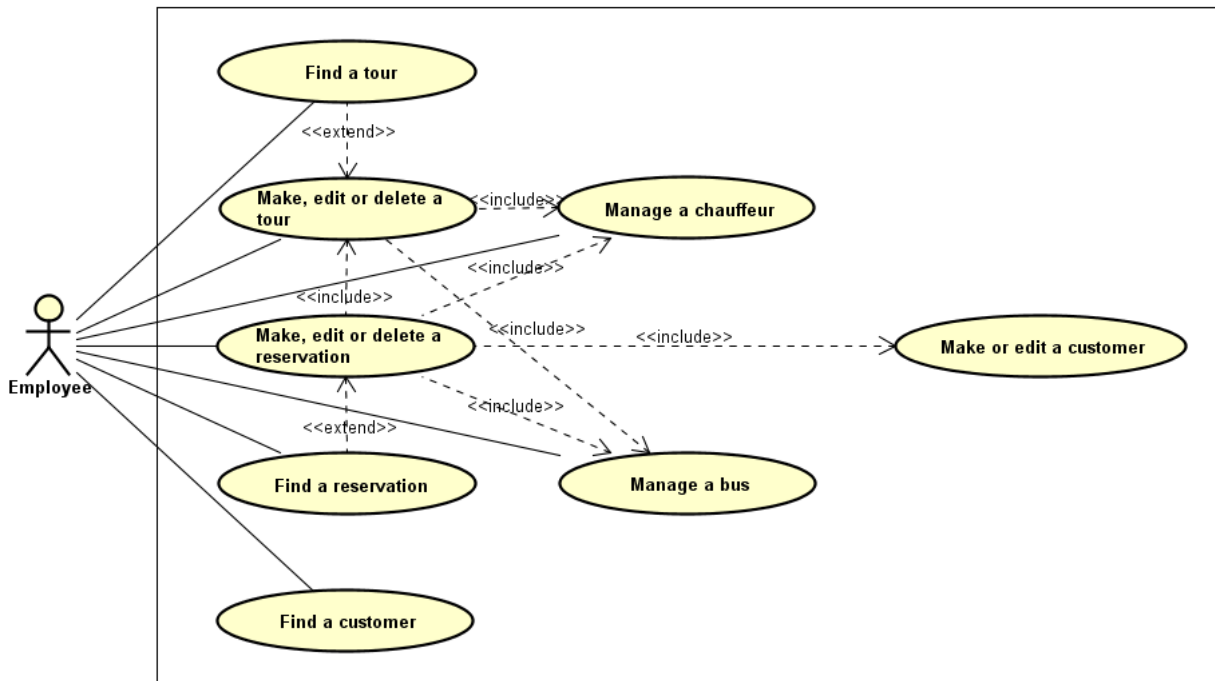 Find a tour
<<extend>>
Make, edit or delete a
tour
<<include>>
Manage a chauffeur
<<include>>
<<include>>
Make, edit or delete a
reservation
<<include>>
<<include>>
Make or edit a customer
Employee
<<include>>
<<extend>>
Find a reservation
Manage a bus
Find a customer